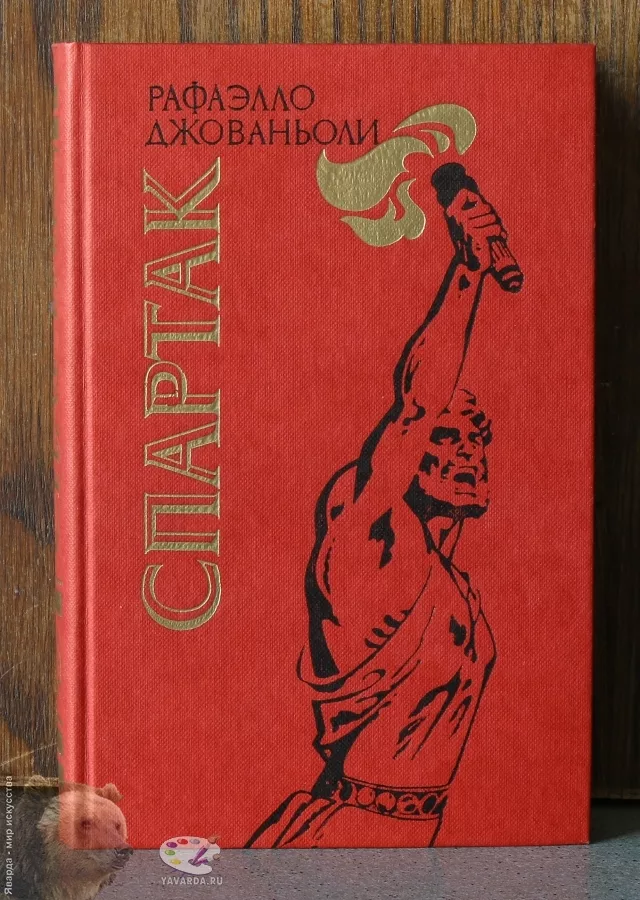 РАФАЭЛЛО
ДЖОВАНЬОЛИ
СПАРТАК
Яварда - мир искусства
YAVARDA.RU